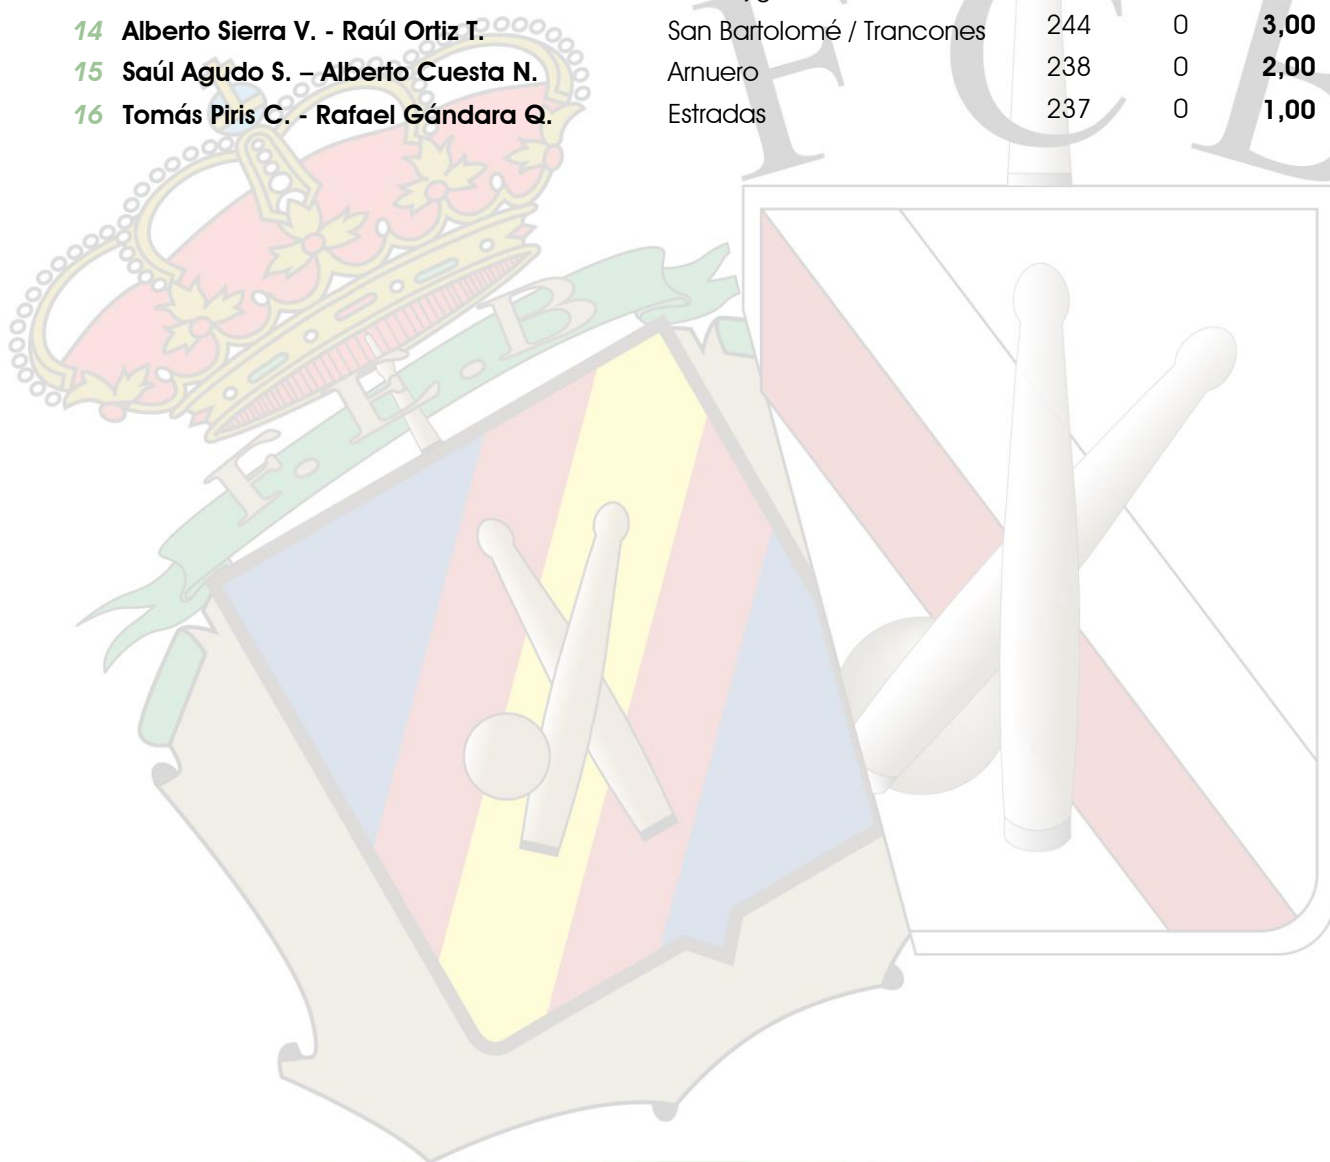 14 Alberto Sierra V. - Raúl Ortiz T. San Bartolomé / Trancones 244 0 3,00
15 Saúl Agudo S. – Alberto Cuesta N. Arnuero 238 0 2,00
16 Tomás Piris C. - Rafael Gándara Q. Estradas 237 0 1,00
F C B
F. E. B